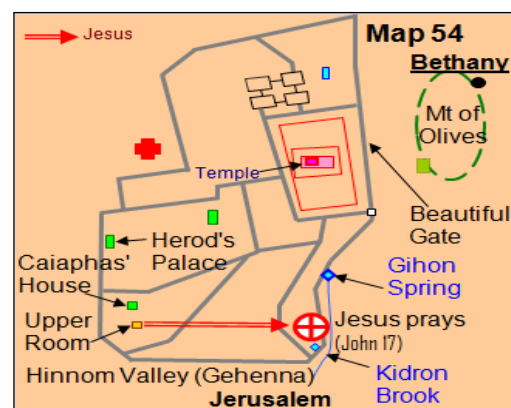 Jesus
Map 54
Bethany
Mt of
Olives
Temple
Beautiful
Gate
Herod's
Palace
Caiaphas'
House
Gihon
Spring
Upper
Room
Jesus prays
(John 17)
Hinnom Valley (Gehenna)
Kidron
Brook
Jerusalem